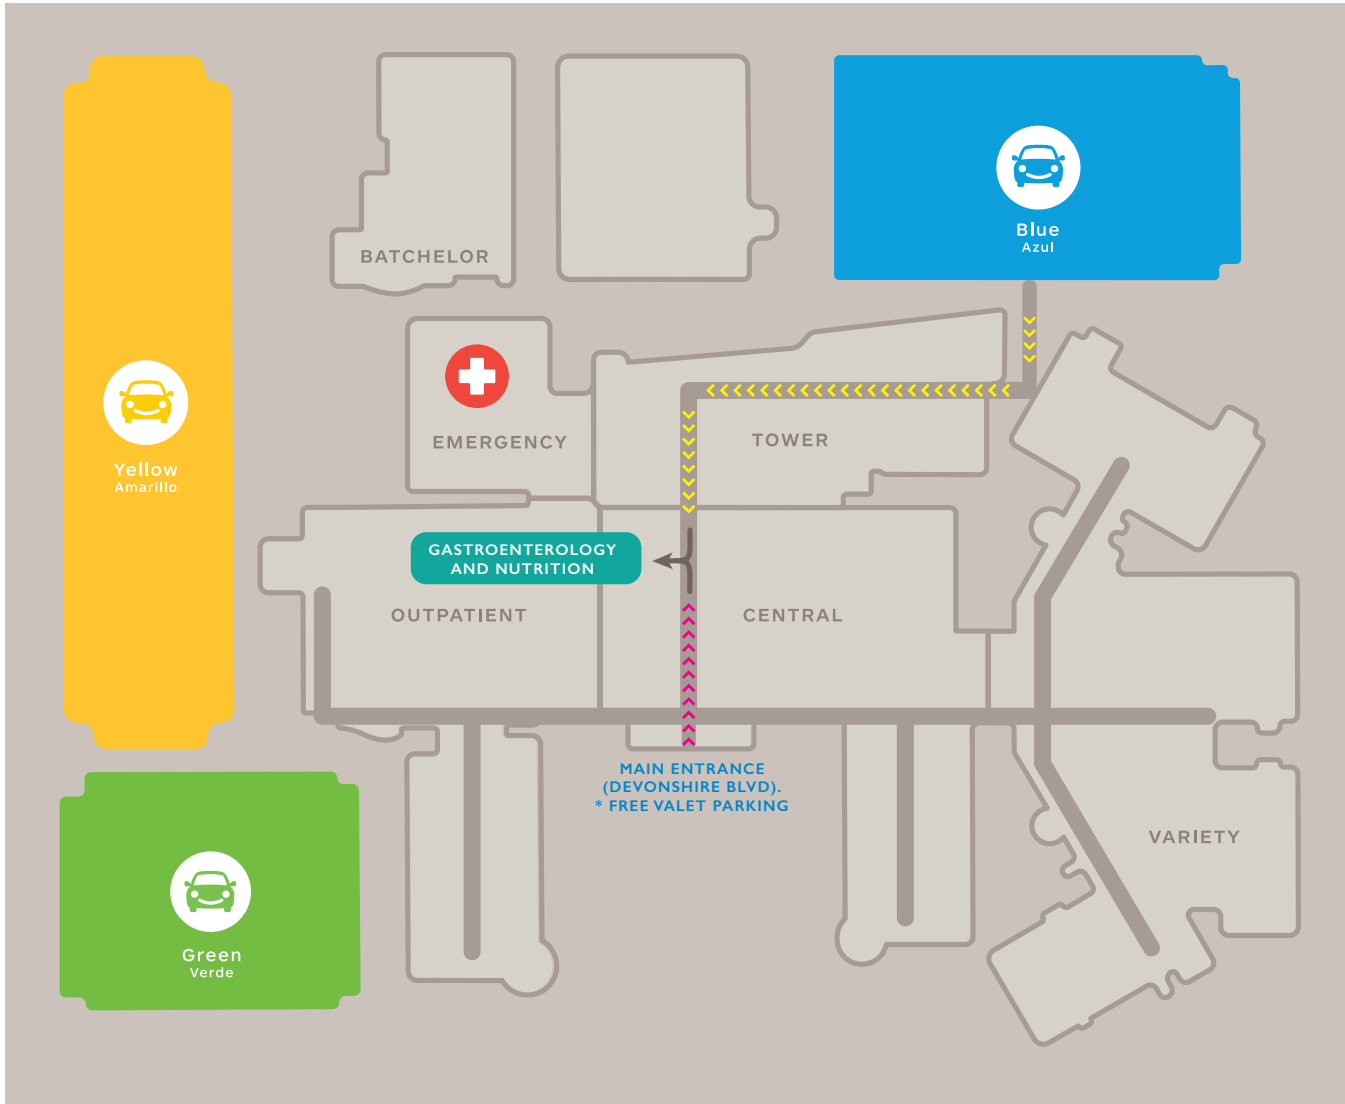 BATCHELOR
Blue
Azul
Yellow
Amarillo
EMERGENCY
TOWER
GASTROENTEROLOGY
AND NUTRITION
OUTPATIENT
CENTRAL
MAIN ENTRANCE
(DEVONSHIRE BLVD).
* FREE VALET PARKING
VARIETY
Green
Verde